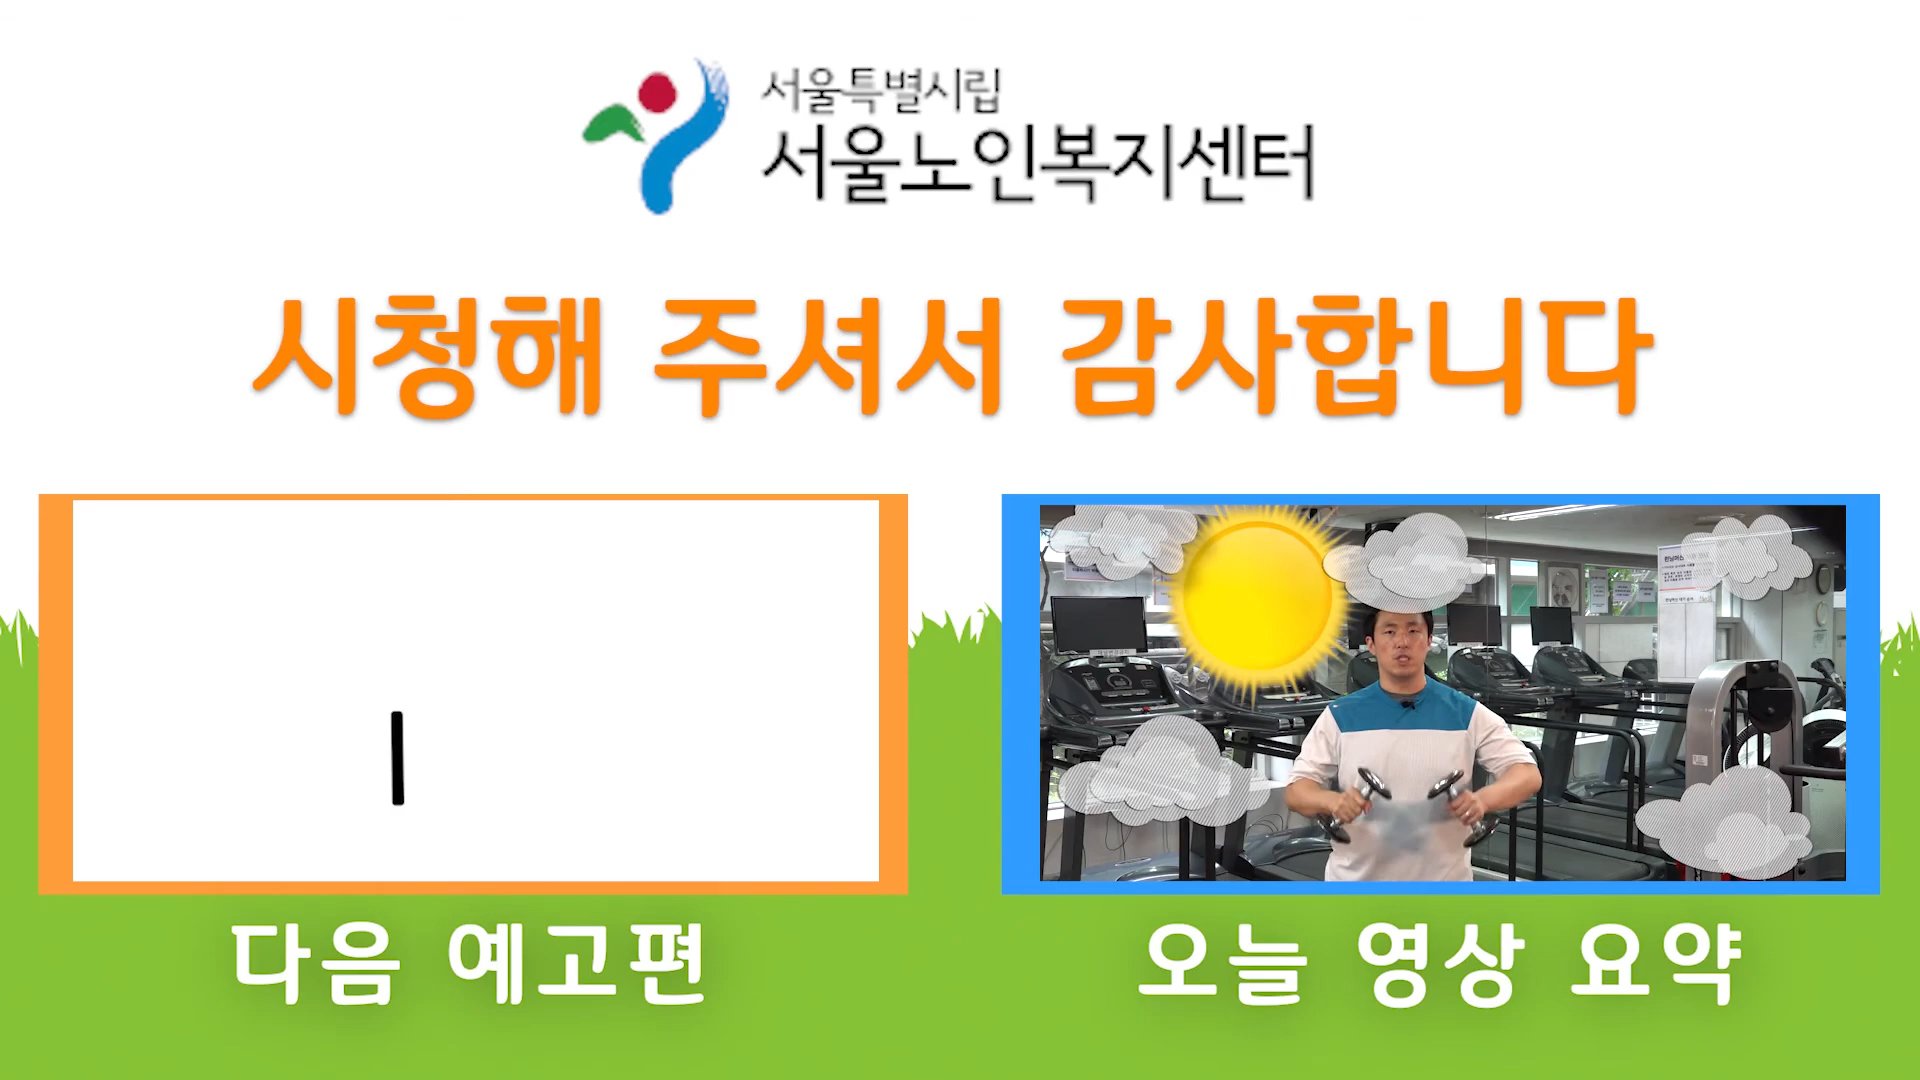 서울특별시립
서울노인복지센터
시청해 주셔서 감사합니다
다음 예고편
오늘 영상 요약